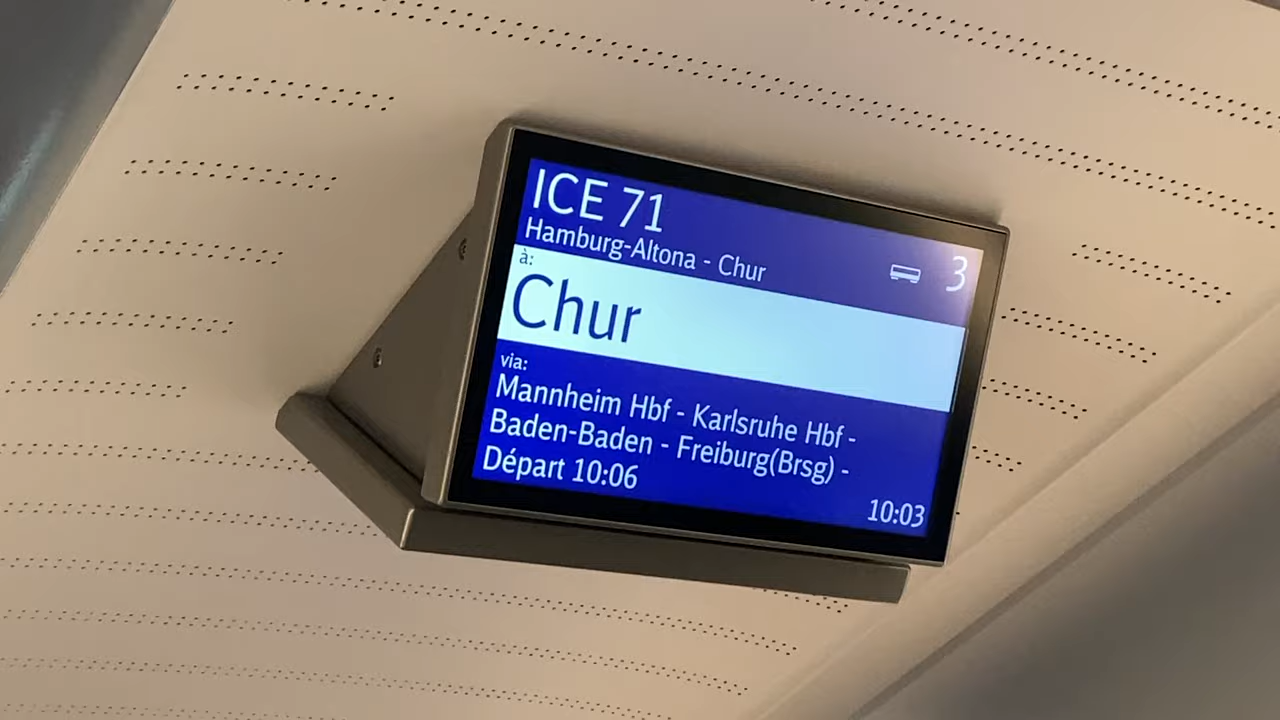 ICE 71
Hamburg-Altona - Chur
3
à:
Chur
via:
Mannheim Hbf - Karlsruhe Hbf -
Baden-Baden - Freiburg(Brsg) -
Départ 10:06
10:03